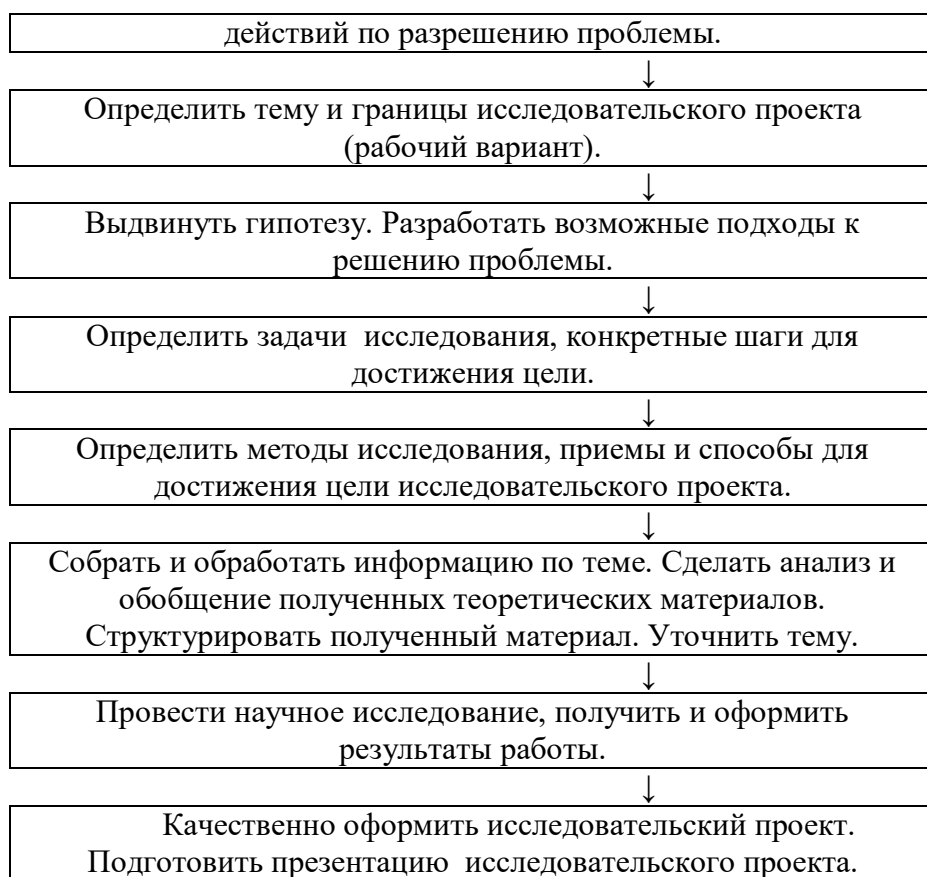 действий по разрешению проблемы.
↓
Определить тему и границы исследовательского проекта
(рабочий вариант).
↓
Выдвинуть гипотезу. Разработать возможные подходы к
решению проблемы.
↓
Определить задачи  исследования, конкретные шаги для
достижения цели.
↓
Определить методы исследования, приемы и способы для
достижения цели исследовательского проекта.
↓
Собрать и обработать информацию по теме. Сделать анализ и
обобщение полученных теоретических материалов.
Структурировать полученный материал. Уточнить тему.
↓
Провести научное исследование, получить и оформить
результаты работы.
↓
Качественно оформить исследовательский проект.
Подготовить презентацию  исследовательского проекта.